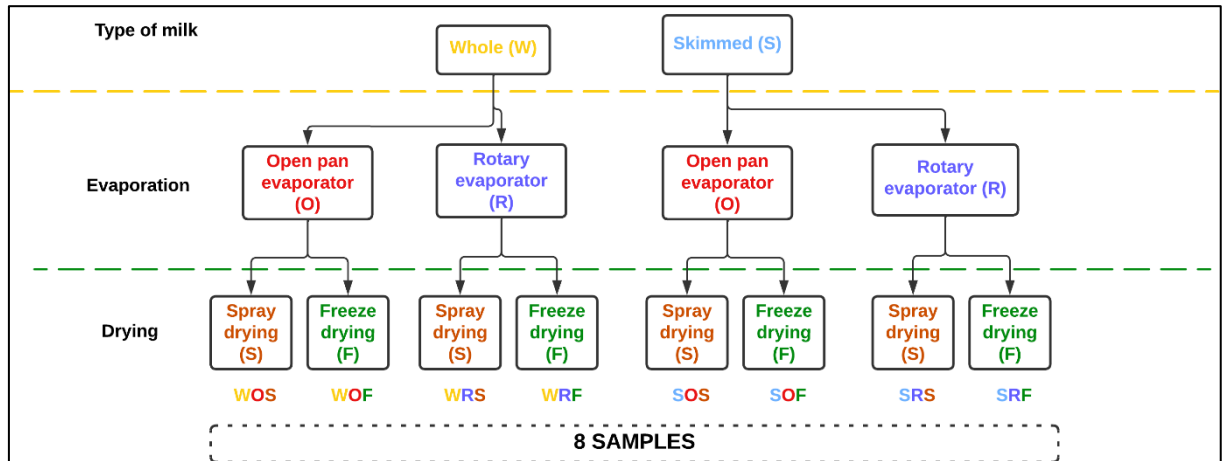 Type of milk
Whole (W)
Skimmed (S)
Evaporation
Open pan
evaporator
(O)
Rotary
evaporator
(R)
Open pan
evaporator
(O)
Rotary
evaporator (R)
Drying
Spray
drying
(S)
Freeze
drying
(F)
Spray
drying
(S)
Freeze
drying
(F)
Spray
drying
(S)
Freeze
drying
(F)
Spray
drying
(S)
Freeze
drying
(F)
WOS
WOF
WRS
WRF
SOS
SOF
SRS
SRF
8 SAMPLES